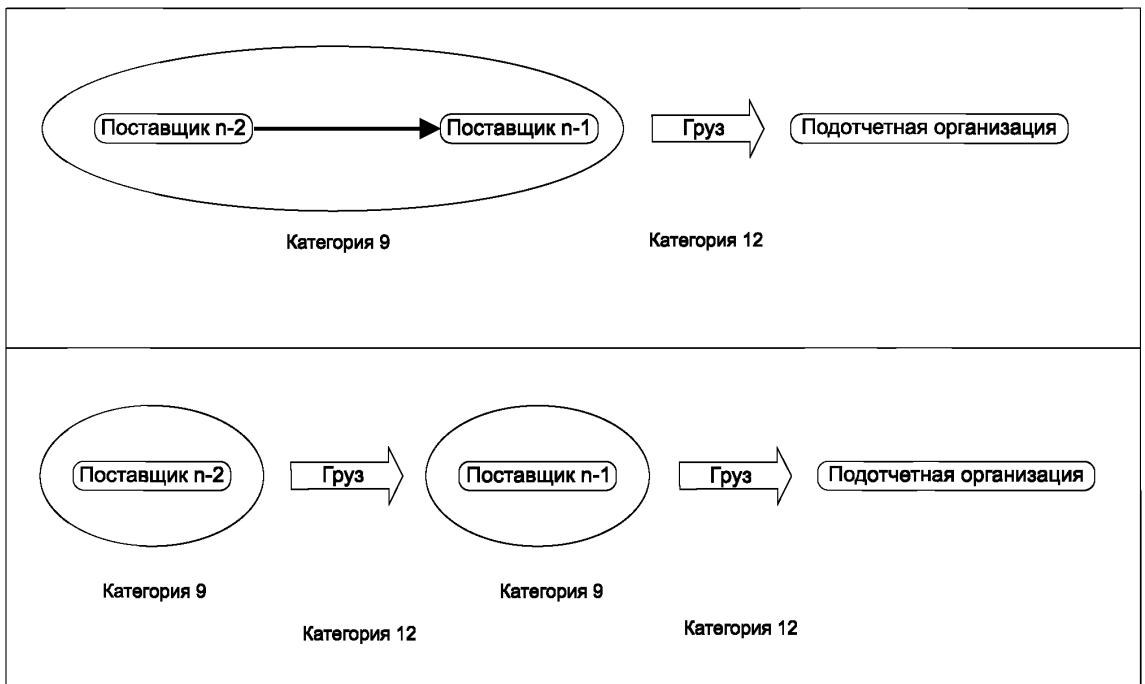 Поставщик n-2
Поставщик n-1
Груз
Подотчетная организация
Категория 9
Категория 12
Поставщик n-2
Груз
Поставщик n-1
Груз
Подотчетная организация
Категория 9
Категория 9
Категория 12
Категория 12